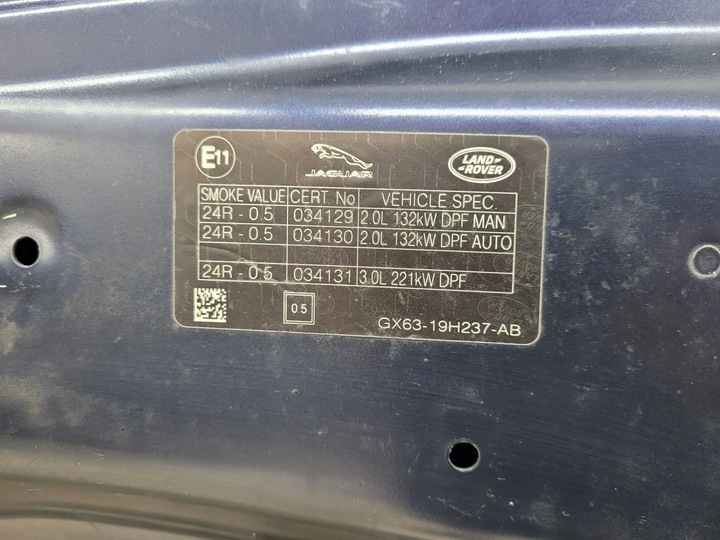 E11 JAGUAR LAND ROVER
SMOKE VALUE CERT. No VEHICLE SPEC.
24R - 0.5 034129 2.0L 132kW DPF MAN
24R - 0.5 034130 2.0L 132kW DPF AUTO
24R - 0.5 034131 3.0L 221kW DPF
0.5 GX63-19H237-AB